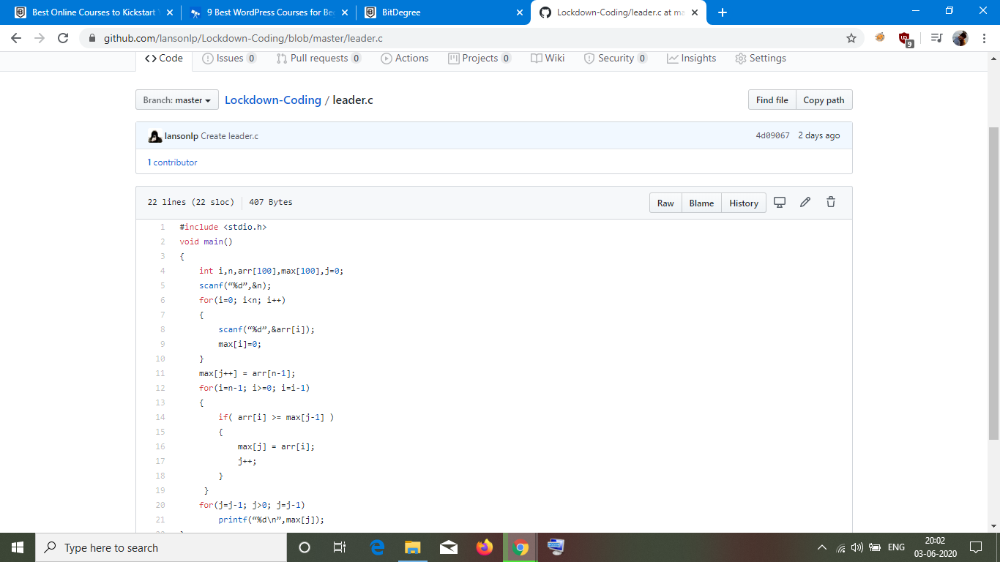 Best Online Courses to Kickstart
9 Best WordPress Courses for Be
BitDegree
Lockdown-Coding/leader.c at ma
github.com/lansonlp/Lockdown-Coding/blob/master/leader.c
9
Code Issues 0 Pull requests 0 Actions Projects 0 Wiki Security 0 Insights Settings
Branch: master Lockdown-Coding / leader.c Find file Copy path
lansonlp Create leader.c 4d09067 2 days ago
1 contributor
22 lines (22 sloc) 407 Bytes Raw Blame History
1 #include <stdio.h>
2 void main()
3 {
4 int i,n,arr[100],max[100],j=0;
5 scanf(“%d”,&n);
6 for(i=0; i<n; i++)
7 {
8 scanf(“%d”,&arr[i]);
9 max[i]=0;
10 }
11 max[j++] = arr[n-1];
12 for(i=n-1; i>=0; i=i-1)
13 {
14 if( arr[i] >= max[j-1] )
15 {
16 max[j] = arr[i];
17 j++;
18 }
19 }
20 for(j=j-1; j>0; j=j-1)
21 printf(“%d\n”,max[j]);
Type here to search
ENG
20:02
03-06-2020